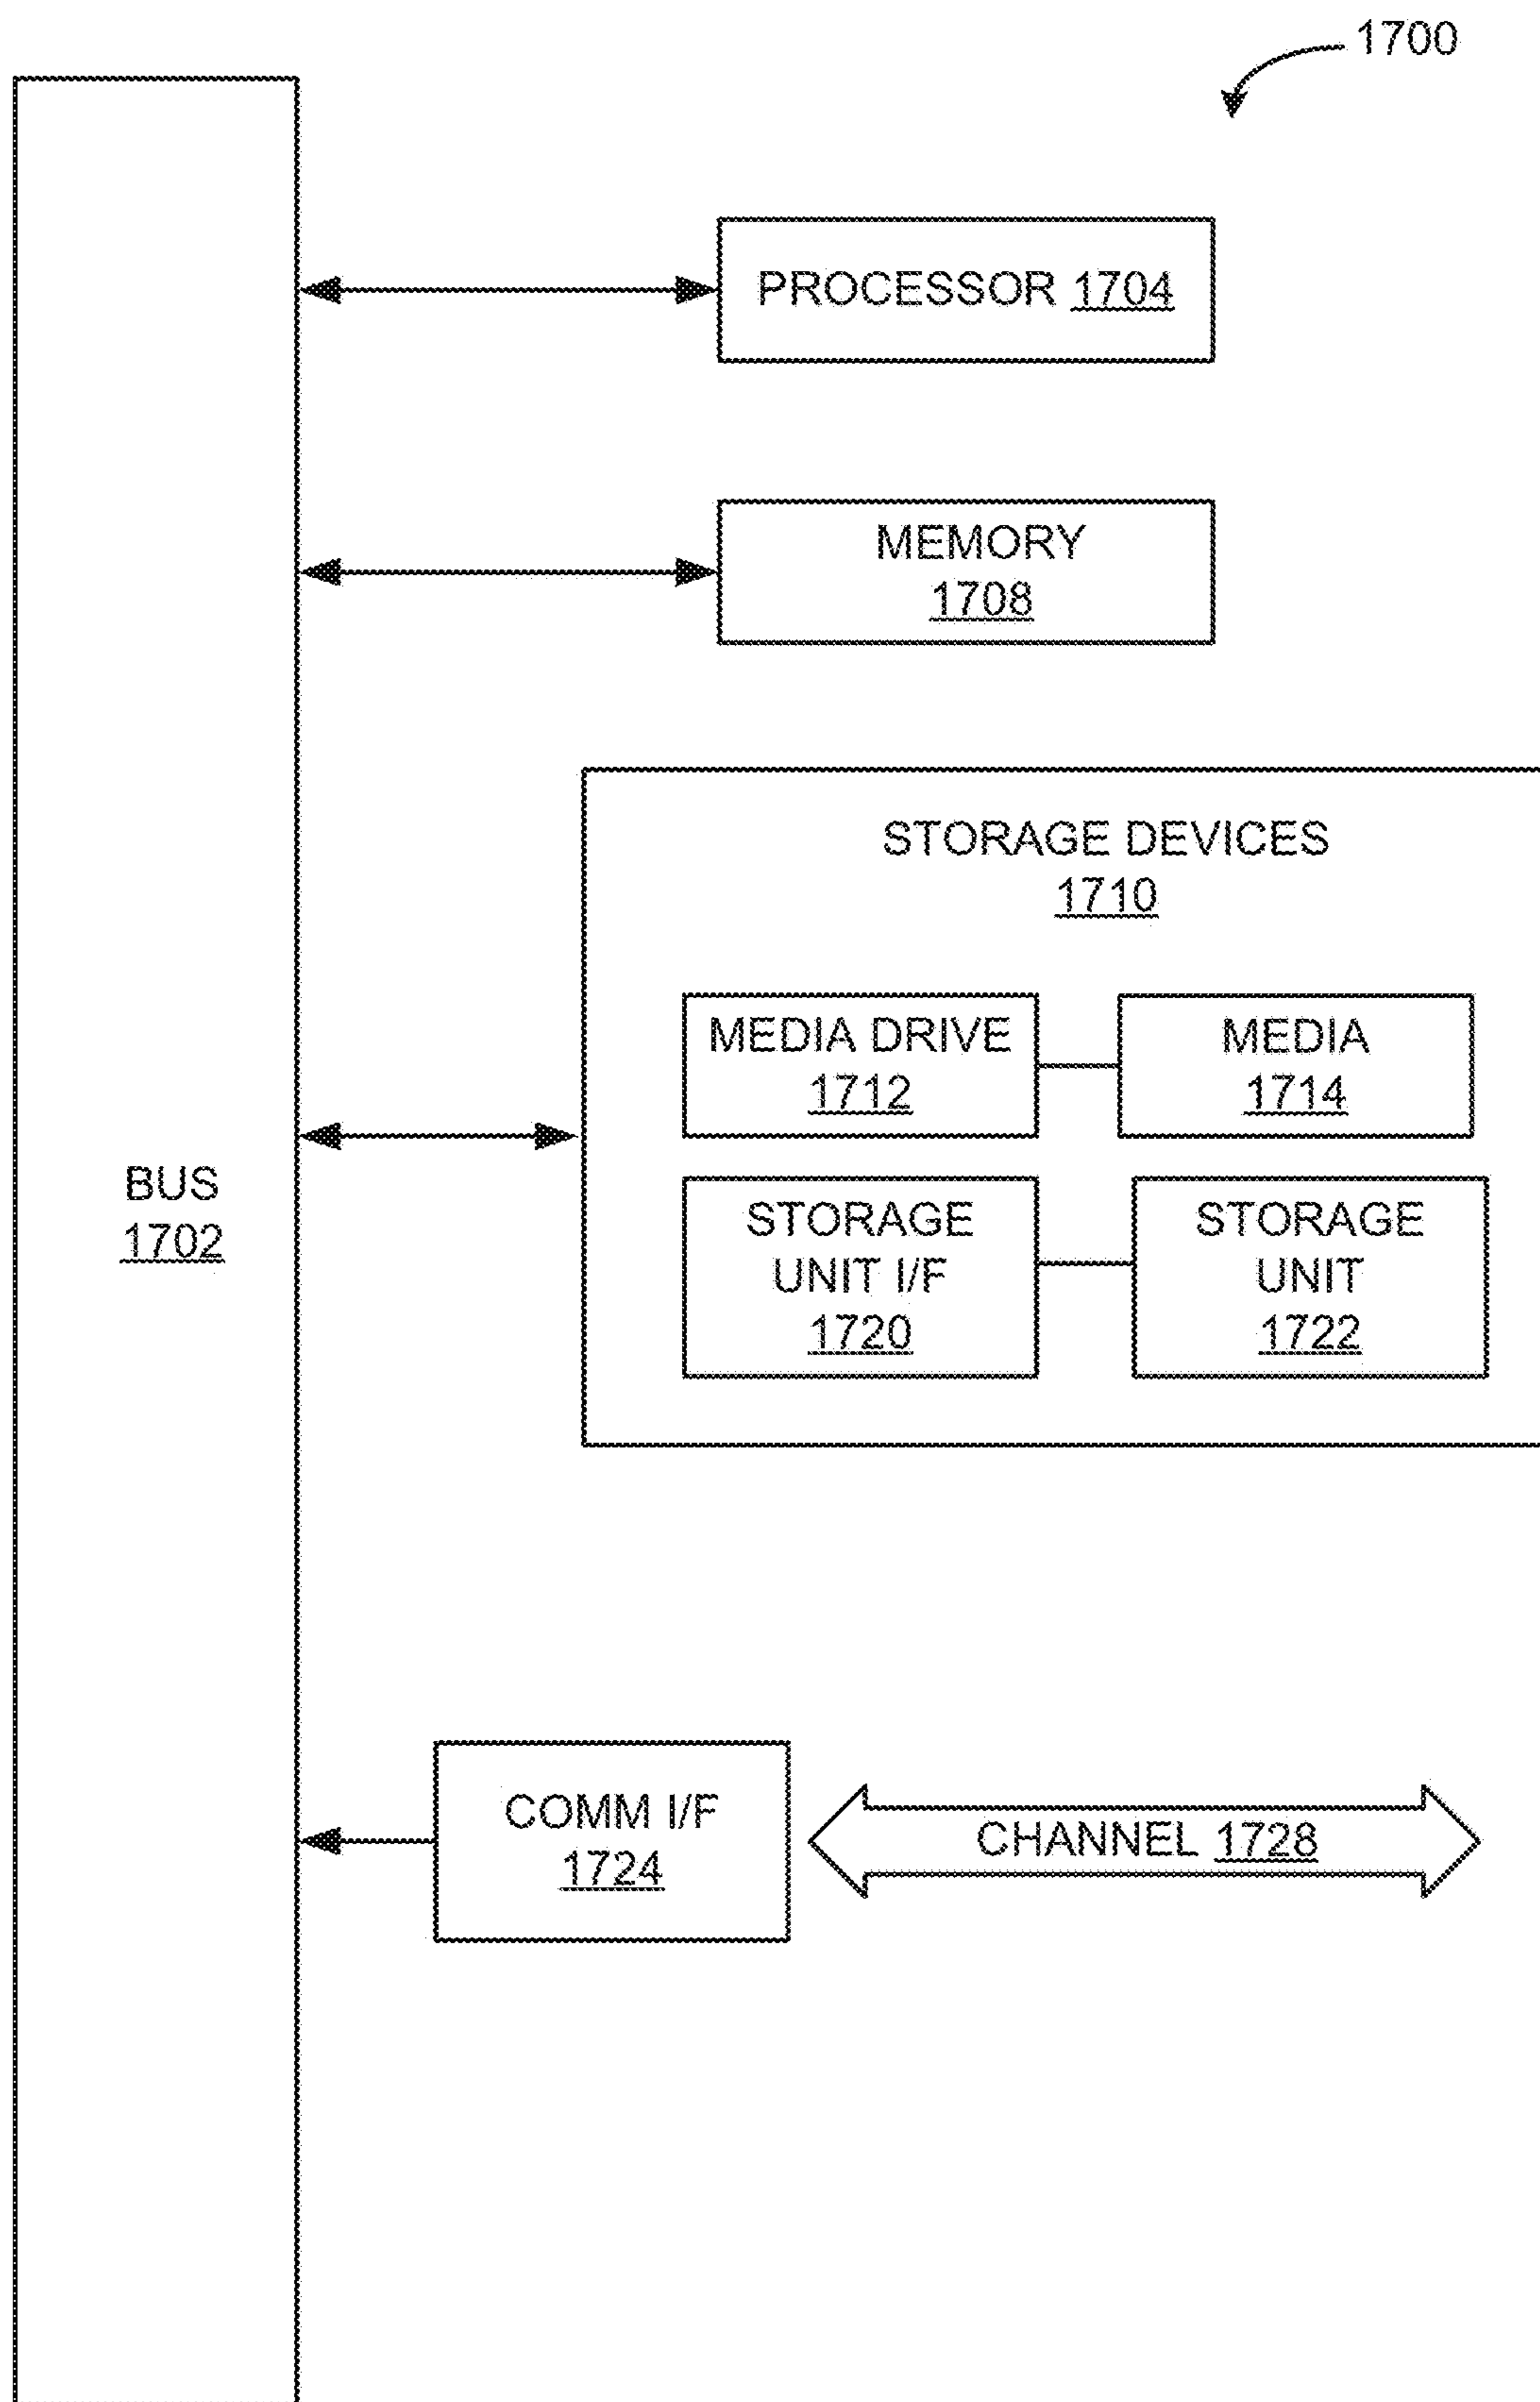 1700
PROCESSOR 1704
MEMORY
1708
STORAGE DEVICES
1710
MEDIA DRIVE
1712
MEDIA
1714
BUS
1702
STORAGE
UNIT I/F
1720
STORAGE
UNIT
1722
COMM I/F
1724
CHANNEL 1728